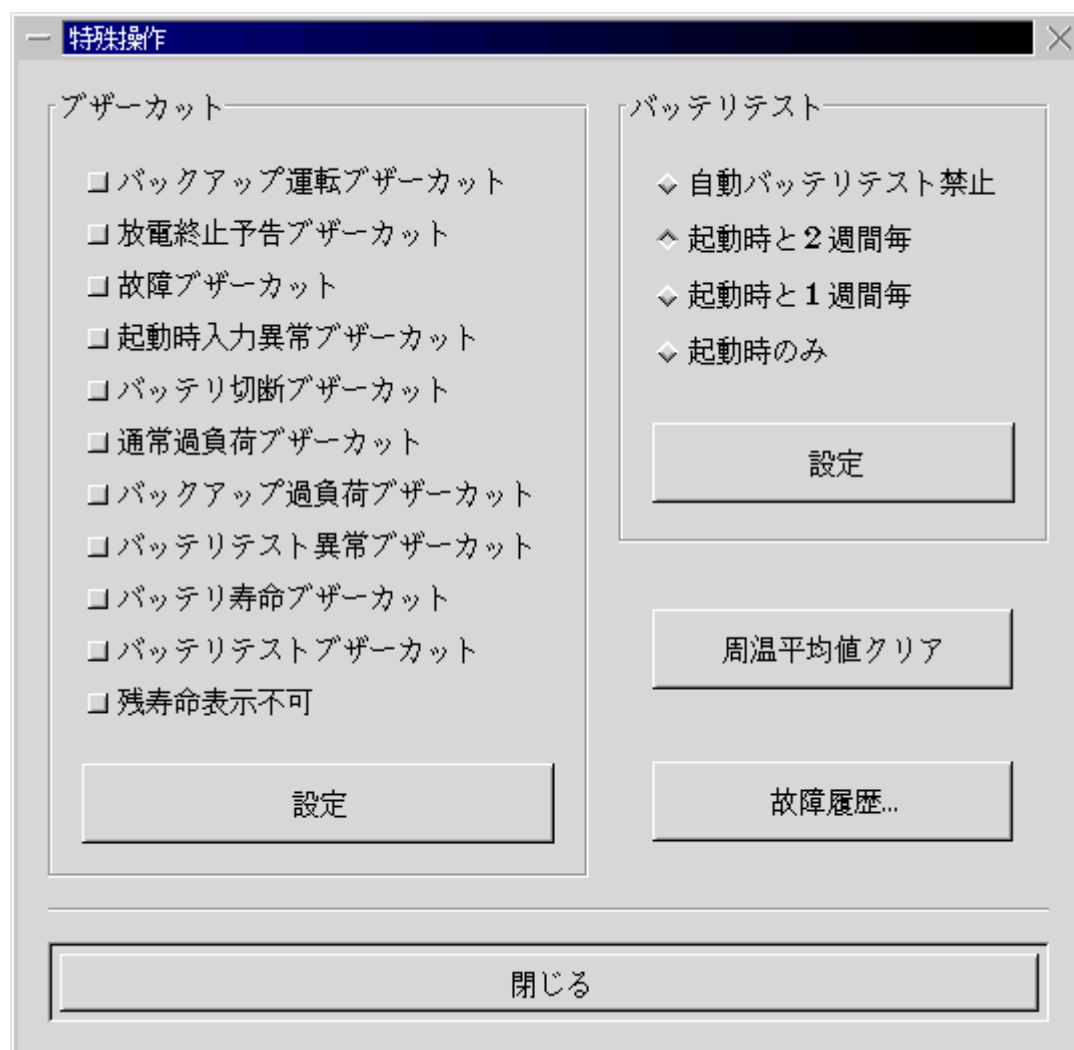 特殊操作
ブザーカット
バックアップ運転ブザーカット
放電終止予告ブザーカット
故障ブザーカット
起動時入力異常ブザーカット
バッテリ切断ブザーカット
通常過負荷ブザーカット
バックアップ過負荷ブザーカット
バッテリテスト異常ブザーカット
バッテリ寿命ブザーカット
バッテリテストブザーカット
残寿命表示不可
設定
バッテリテスト
自動バッテリテスト禁止
起動時と2週間毎
起動時と1週間毎
起動時のみ
設定
周温平均値クリア
故障履歴...
閉じる